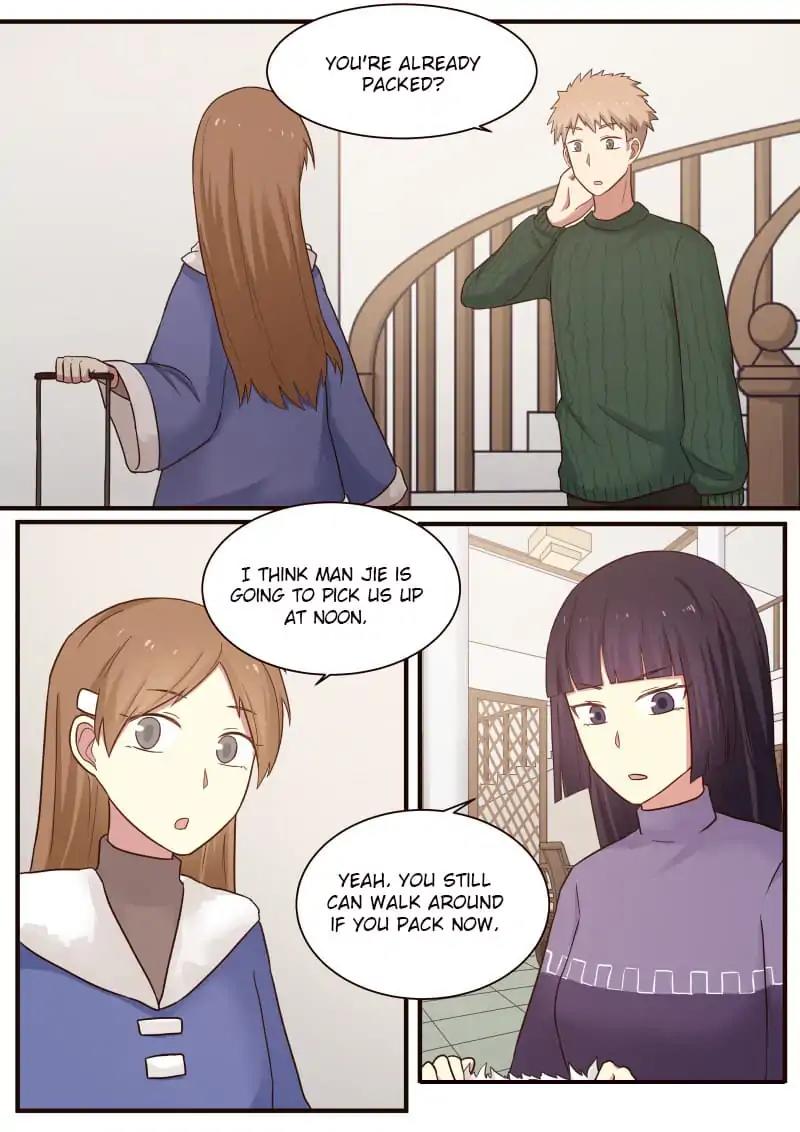 YOU'RE ALREADY
PACKED?
I THINK MAN JIE IS
GOING TO PICK US UP
AT NOON.
YEAH. YOU STILL
CAN WALK AROUND
IF YOU PACK NOW.